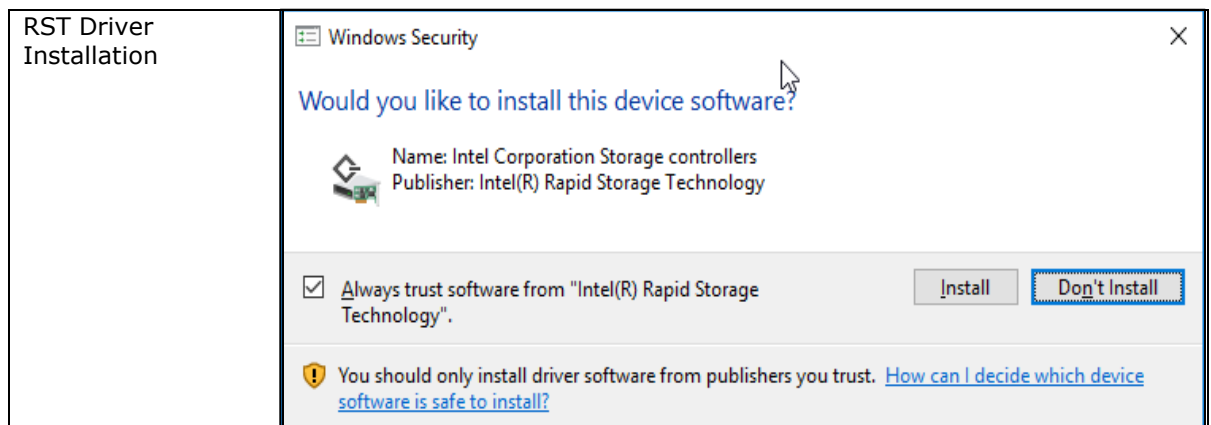 RST Driver
Installation
Windows Security
Would you like to install this device software?
Name: Intel Corporation Storage controllers
Publisher: Intel(R) Rapid Storage Technology
Always trust software from "Intel(R) Rapid Storage
Technology".
Install
Don't Install
You should only install driver software from publishers you trust. How can I decide which device
software is safe to install?